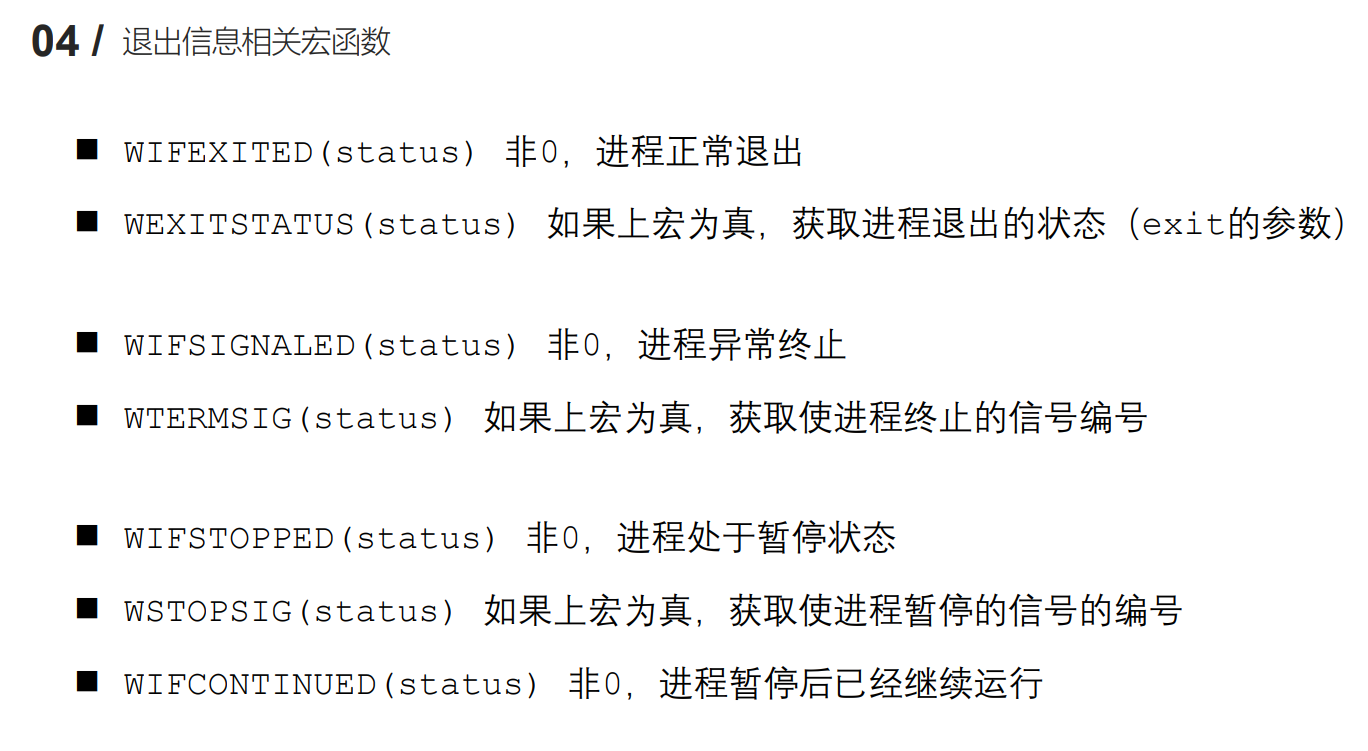 04 / 退出信息相关宏函数
■ WIFEXITED(status) 非0，进程正常退出
■ WEXITSTATUS(status) 如果上宏为真，获取进程退出的状态（exit的参数）
■ WIFSIGNALED(status) 非0，进程异常终止
■ WTERMSIG(status) 如果上宏为真，获取使进程终止的信号编号
■ WIFSTOPPED(status) 非0，进程处于暂停状态
■ WSTOPSIG(status) 如果上宏为真，获取使进程暂停的信号的编号
■ WIFCONTINUED(status) 非0，进程暂停后已经继续运行